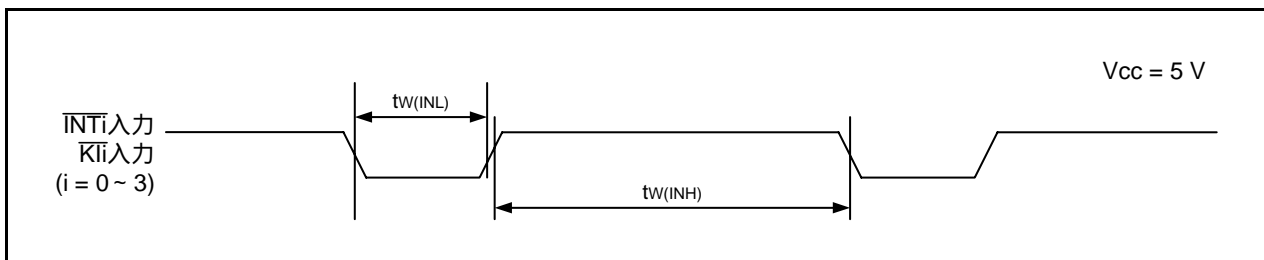 Vcc = 5 V
tW(INL)
INTi入力
KIi入力
(i = 0 ~ 3)
tW(INH)